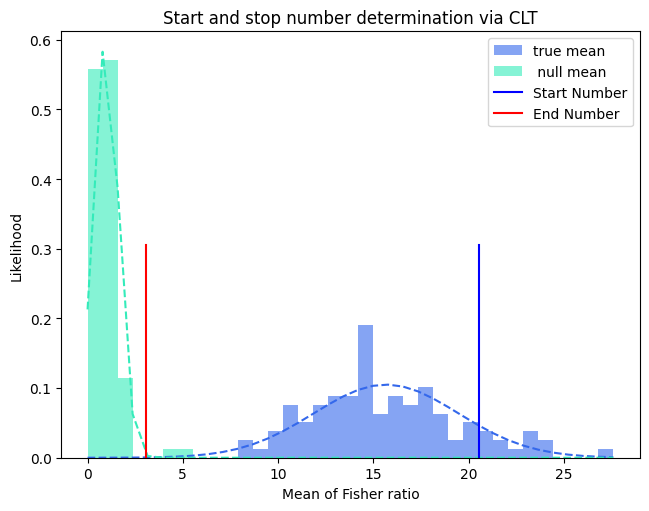 Start and stop number determination via CLT
0.6
0.5
0.4
0.3
0.2
0.1
0.0
Likelihood
true mean
null mean
Start Number
End Number
0 5 10 15 20 25
Mean of Fisher ratio